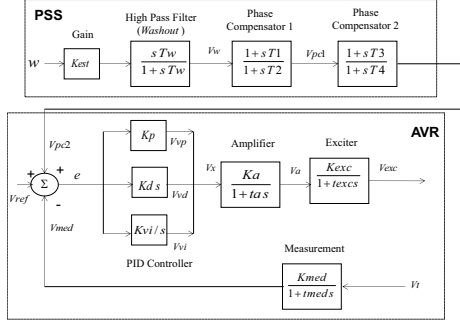 PSS
High Pass Filter
(Washout)
Phase
Compensator 1
Phase
Compensator 2
Gain
w
Kest
sTw
1+sTw
Vw
1+sT1
1+sT2
Vpc1
1+sT3
1+sT4
AVR
Vpc2
Kp
Vvp
Amplifier
Exciter
+
+
Σ
e
Kd s
Vvd
Vx
Ka
1+tas
Va
Kexc
1+texcs
Vexc
Vref
-
Vmed
Kvi/s
Vvi
PID Controller
Measurement
Kmed
1+tmeds
Vt